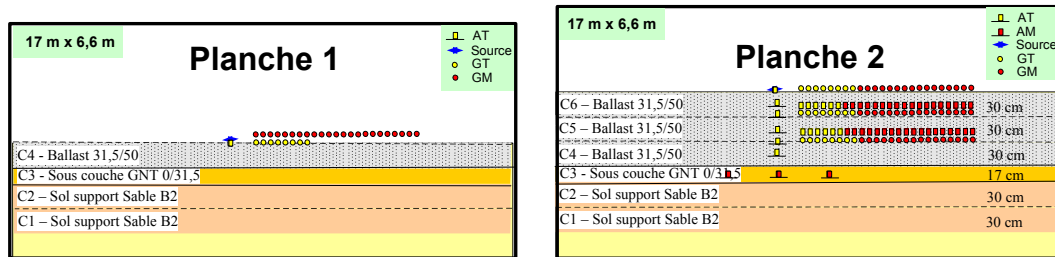 17 m x 6,6 m
Planche 1
AT
Source
GT
GM
C4 - Ballast 31,5/50
C3 - Sous couche GNT 0/31,5
C2 – Sol support Sable B2
C1 – Sol support Sable B2
17 m x 6,6 m
Planche 2
AT
AM
Source
GT
GM
C6 – Ballast 31,5/50 30 cm
C5 – Ballast 31,5/50 30 cm
C4 – Ballast 31,5/50 30 cm
C3 - Sous couche GNT 0/31,5 17 cm
C2 – Sol support Sable B2 30 cm
C1 – Sol support Sable B2 30 cm